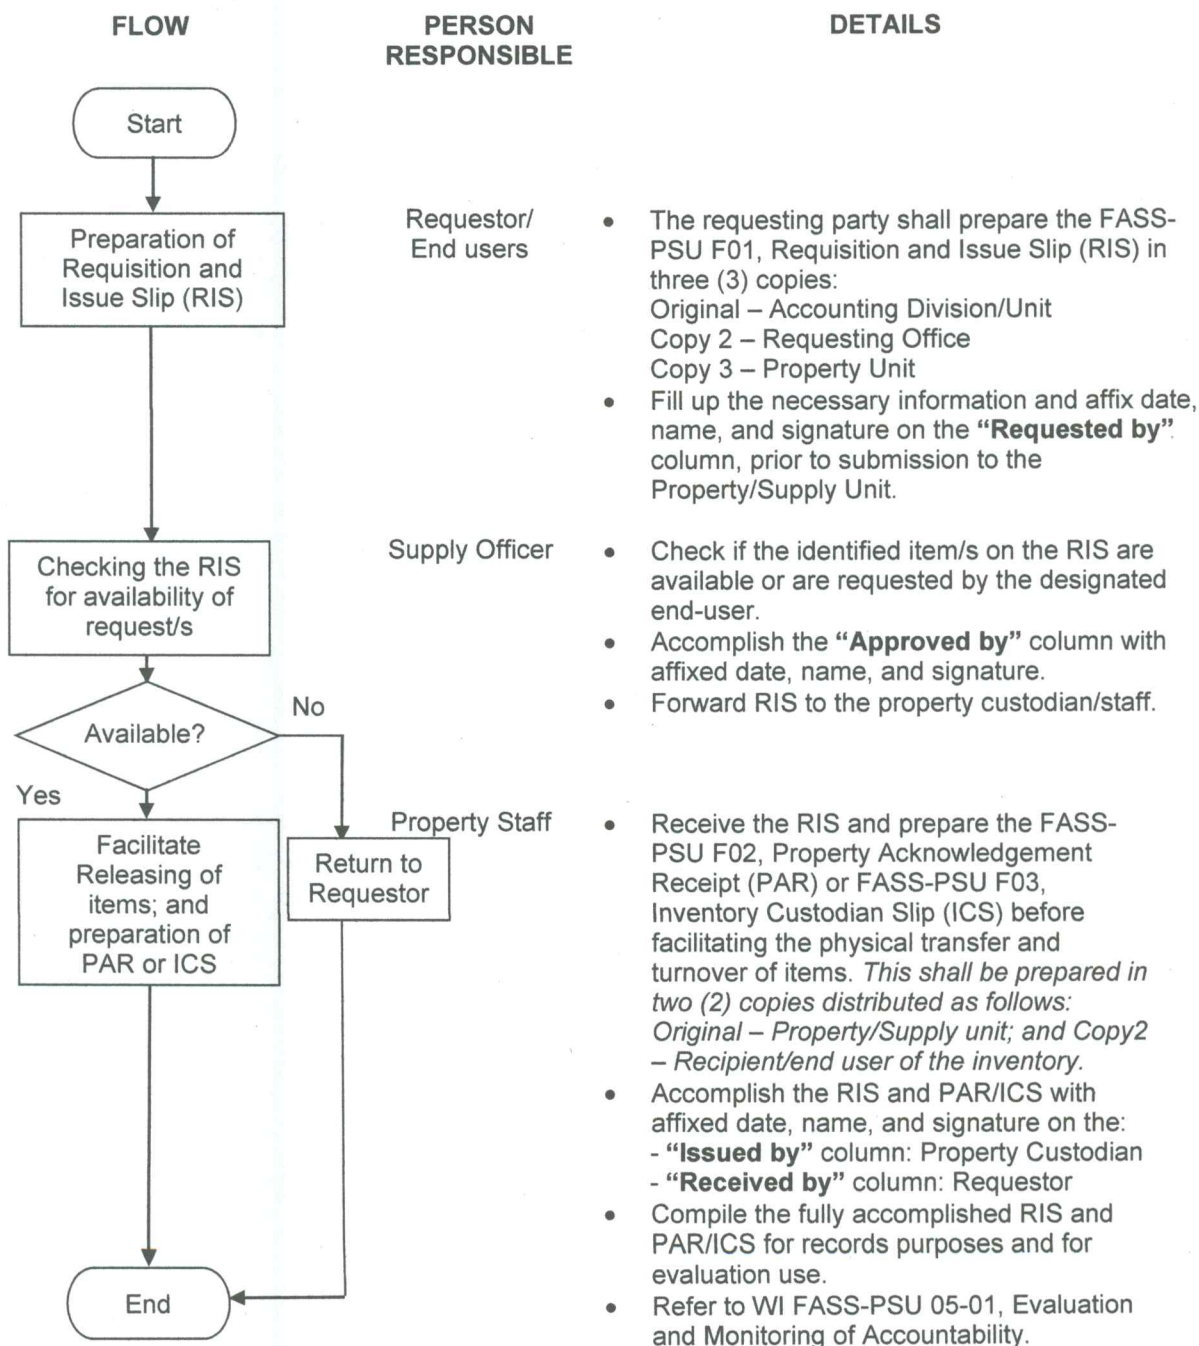 FLOW
PERSON
RESPONSIBLE
DETAILS
Start
Preparation of
Requisition and
Issue Slip (RIS)
Requestor/
End users
• The requesting party shall prepare the FASS-
PSU F01, Requisition and Issue Slip (RIS) in
three (3) copies:
Original – Accounting Division/Unit
Copy 2 – Requesting Office
Copy 3 – Property Unit
• Fill up the necessary information and affix date,
name, and signature on the “Requested by”
column, prior to submission to the
Property/Supply Unit.
Checking the RIS
for availability of
request/s
Supply Officer
• Check if the identified item/s on the RIS are
available or are requested by the designated
end-user.
• Accomplish the “Approved by” column with
affixed date, name, and signature.
• Forward RIS to the property custodian/staff.
Available?
No
Yes
Facilitate
Releasing of
items; and
preparation of
PAR or ICS
Return to
Requestor
Property Staff
• Receive the RIS and prepare the FASS-
PSU F02, Property Acknowledgement
Receipt (PAR) or FASS-PSU F03,
Inventory Custodian Slip (ICS) before
facilitating the physical transfer and
turnover of items. This shall be prepared in
two (2) copies distributed as follows:
Original – Property/Supply unit; and Copy2
– Recipient/end user of the inventory.
• Accomplish the RIS and PAR/ICS with
affixed date, name, and signature on the:
- “Issued by” column: Property Custodian
- “Received by” column: Requestor
• Compile the fully accomplished RIS and
PAR/ICS for records purposes and for
evaluation use.
• Refer to WI FASS-PSU 05-01, Evaluation
and Monitoring of Accountability.
End